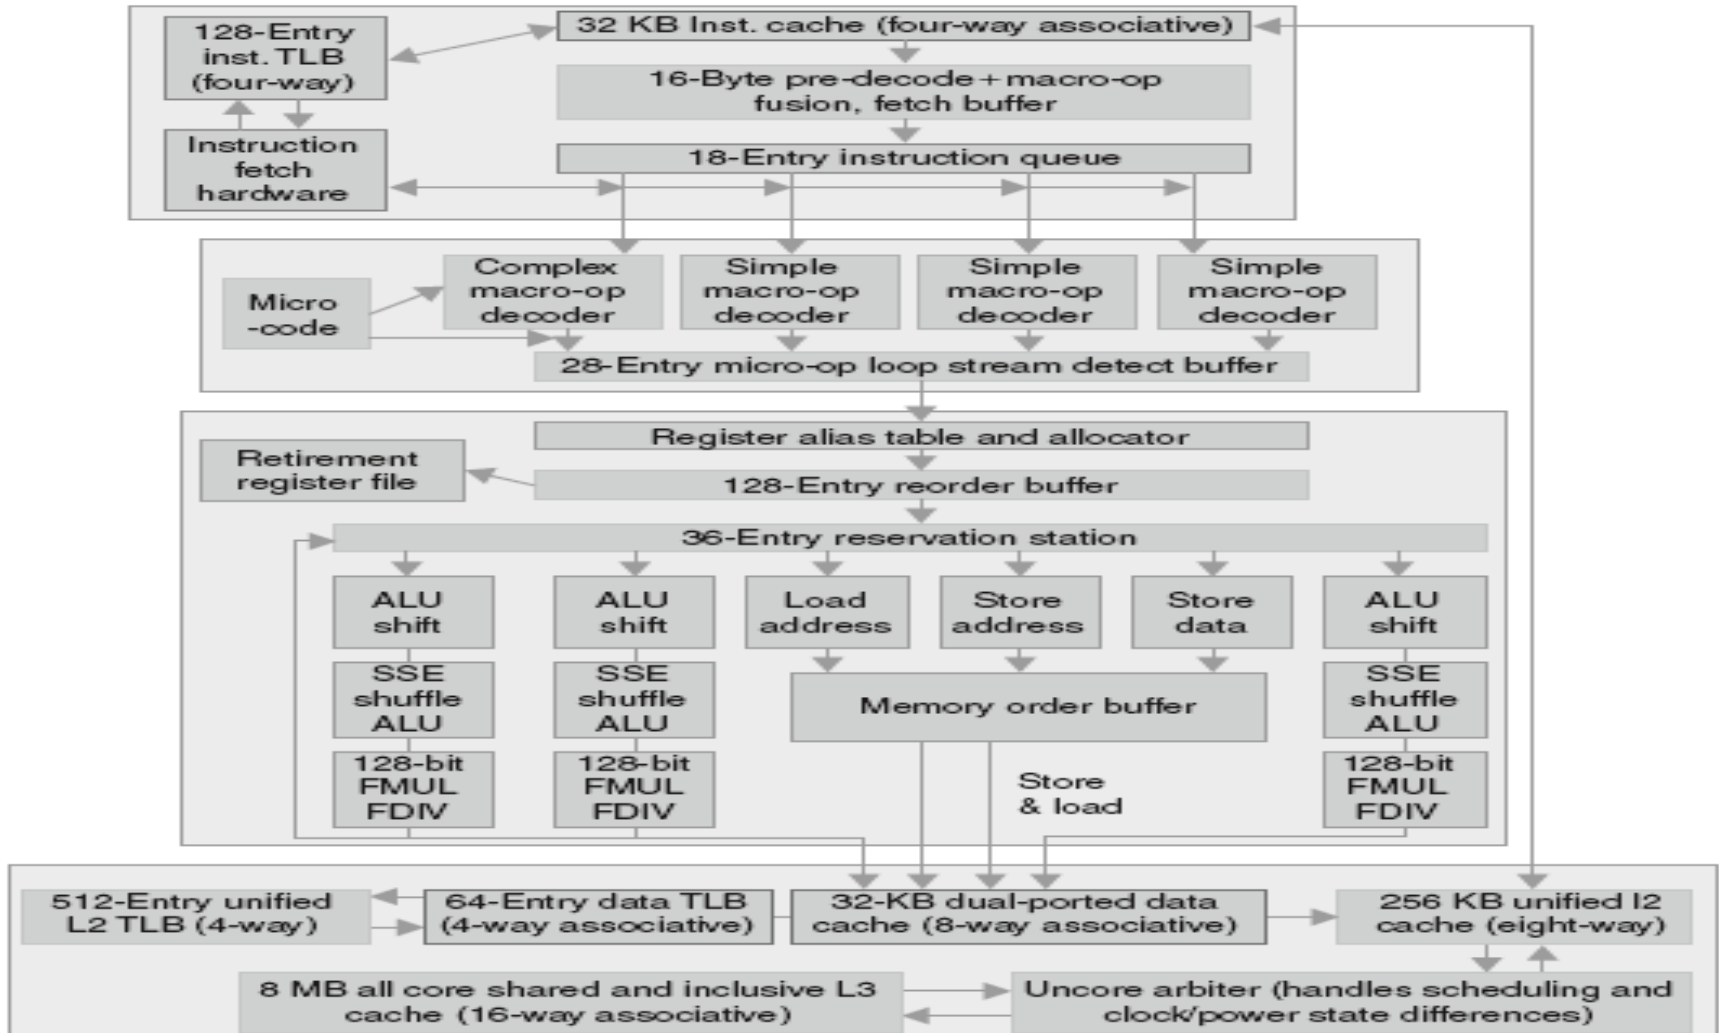 128-Entry
inst. TLB
(four-way)
32 KB Inst. cache (four-way associative)
16-Byte pre-decode+macro-op
fusion, fetch buffer
Instruction
fetch
hardware
18-Entry instruction queue
Micro
-code
Complex
macro-op
decoder
Simple
macro-op
decoder
Simple
macro-op
decoder
Simple
macro-op
decoder
28-Entry micro-op loop stream detect buffer
Register alias table and allocator
Retirement
register file
128-Entry reorder buffer
36-Entry reservation station
ALU
shift
ALU
shift
Load
address
Store
address
Store
data
ALU
shift
SSE
shuffle
ALU
SSE
shuffle
ALU
Memory order buffer
SSE
shuffle
ALU
128-bit
FMUL
FDIV
128-bit
FMUL
FDIV
Store
& load
128-bit
FMUL
FDIV
512-Entry unified
L2 TLB (4-way)
64-Entry data TLB
(4-way associative)
32-KB dual-ported data
cache (8-way associative)
256 KB unified l2
cache (eight-way)
8 MB all core shared and inclusive L3
cache (16-way associative)
Uncore arbiter (handles scheduling and
clock/power state differences)